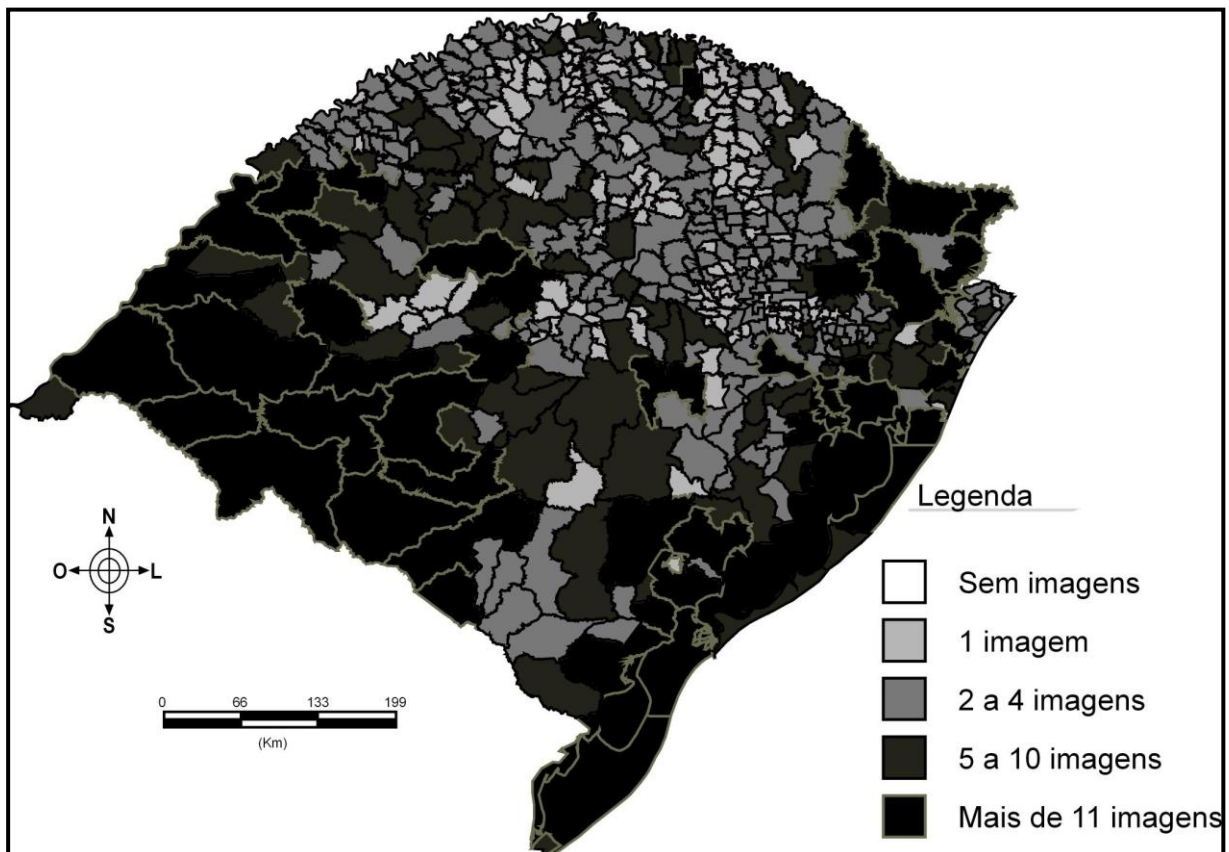 Legenda
Sem imagens
1 imagem
2 a 4 imagens
5 a 10 imagens
Mais de 11 imagens
N
O L
S
0 66 133 199
(Km)